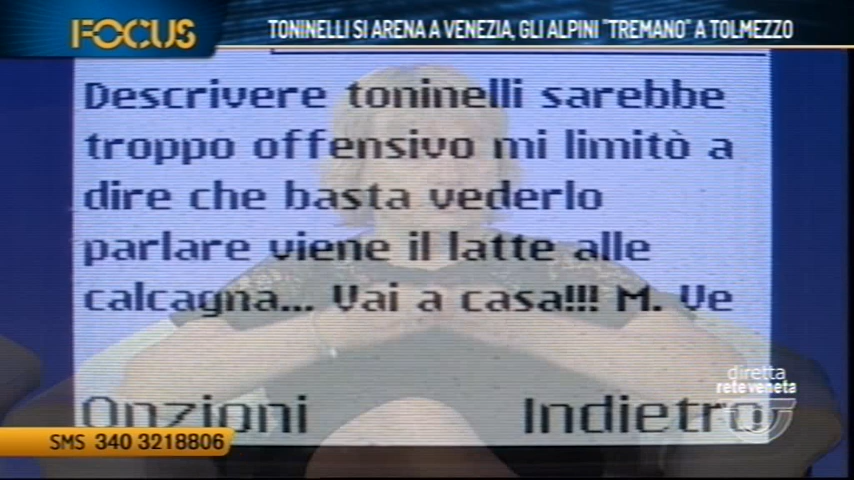 FOCUS
TONINELLI SI ARENA A VENEZIA, GLI ALPINI "TREMANO" A TOLMEZZO
Descrivere toninelli sarebbe
troppo offensivo mi limitò a
dire che basta vederlo
parlare viene il latte alle
calcagna... Vai a casa!!! M. Ve
Opzioni Indietro
diretta
reteveneta
SMS 340 3218806